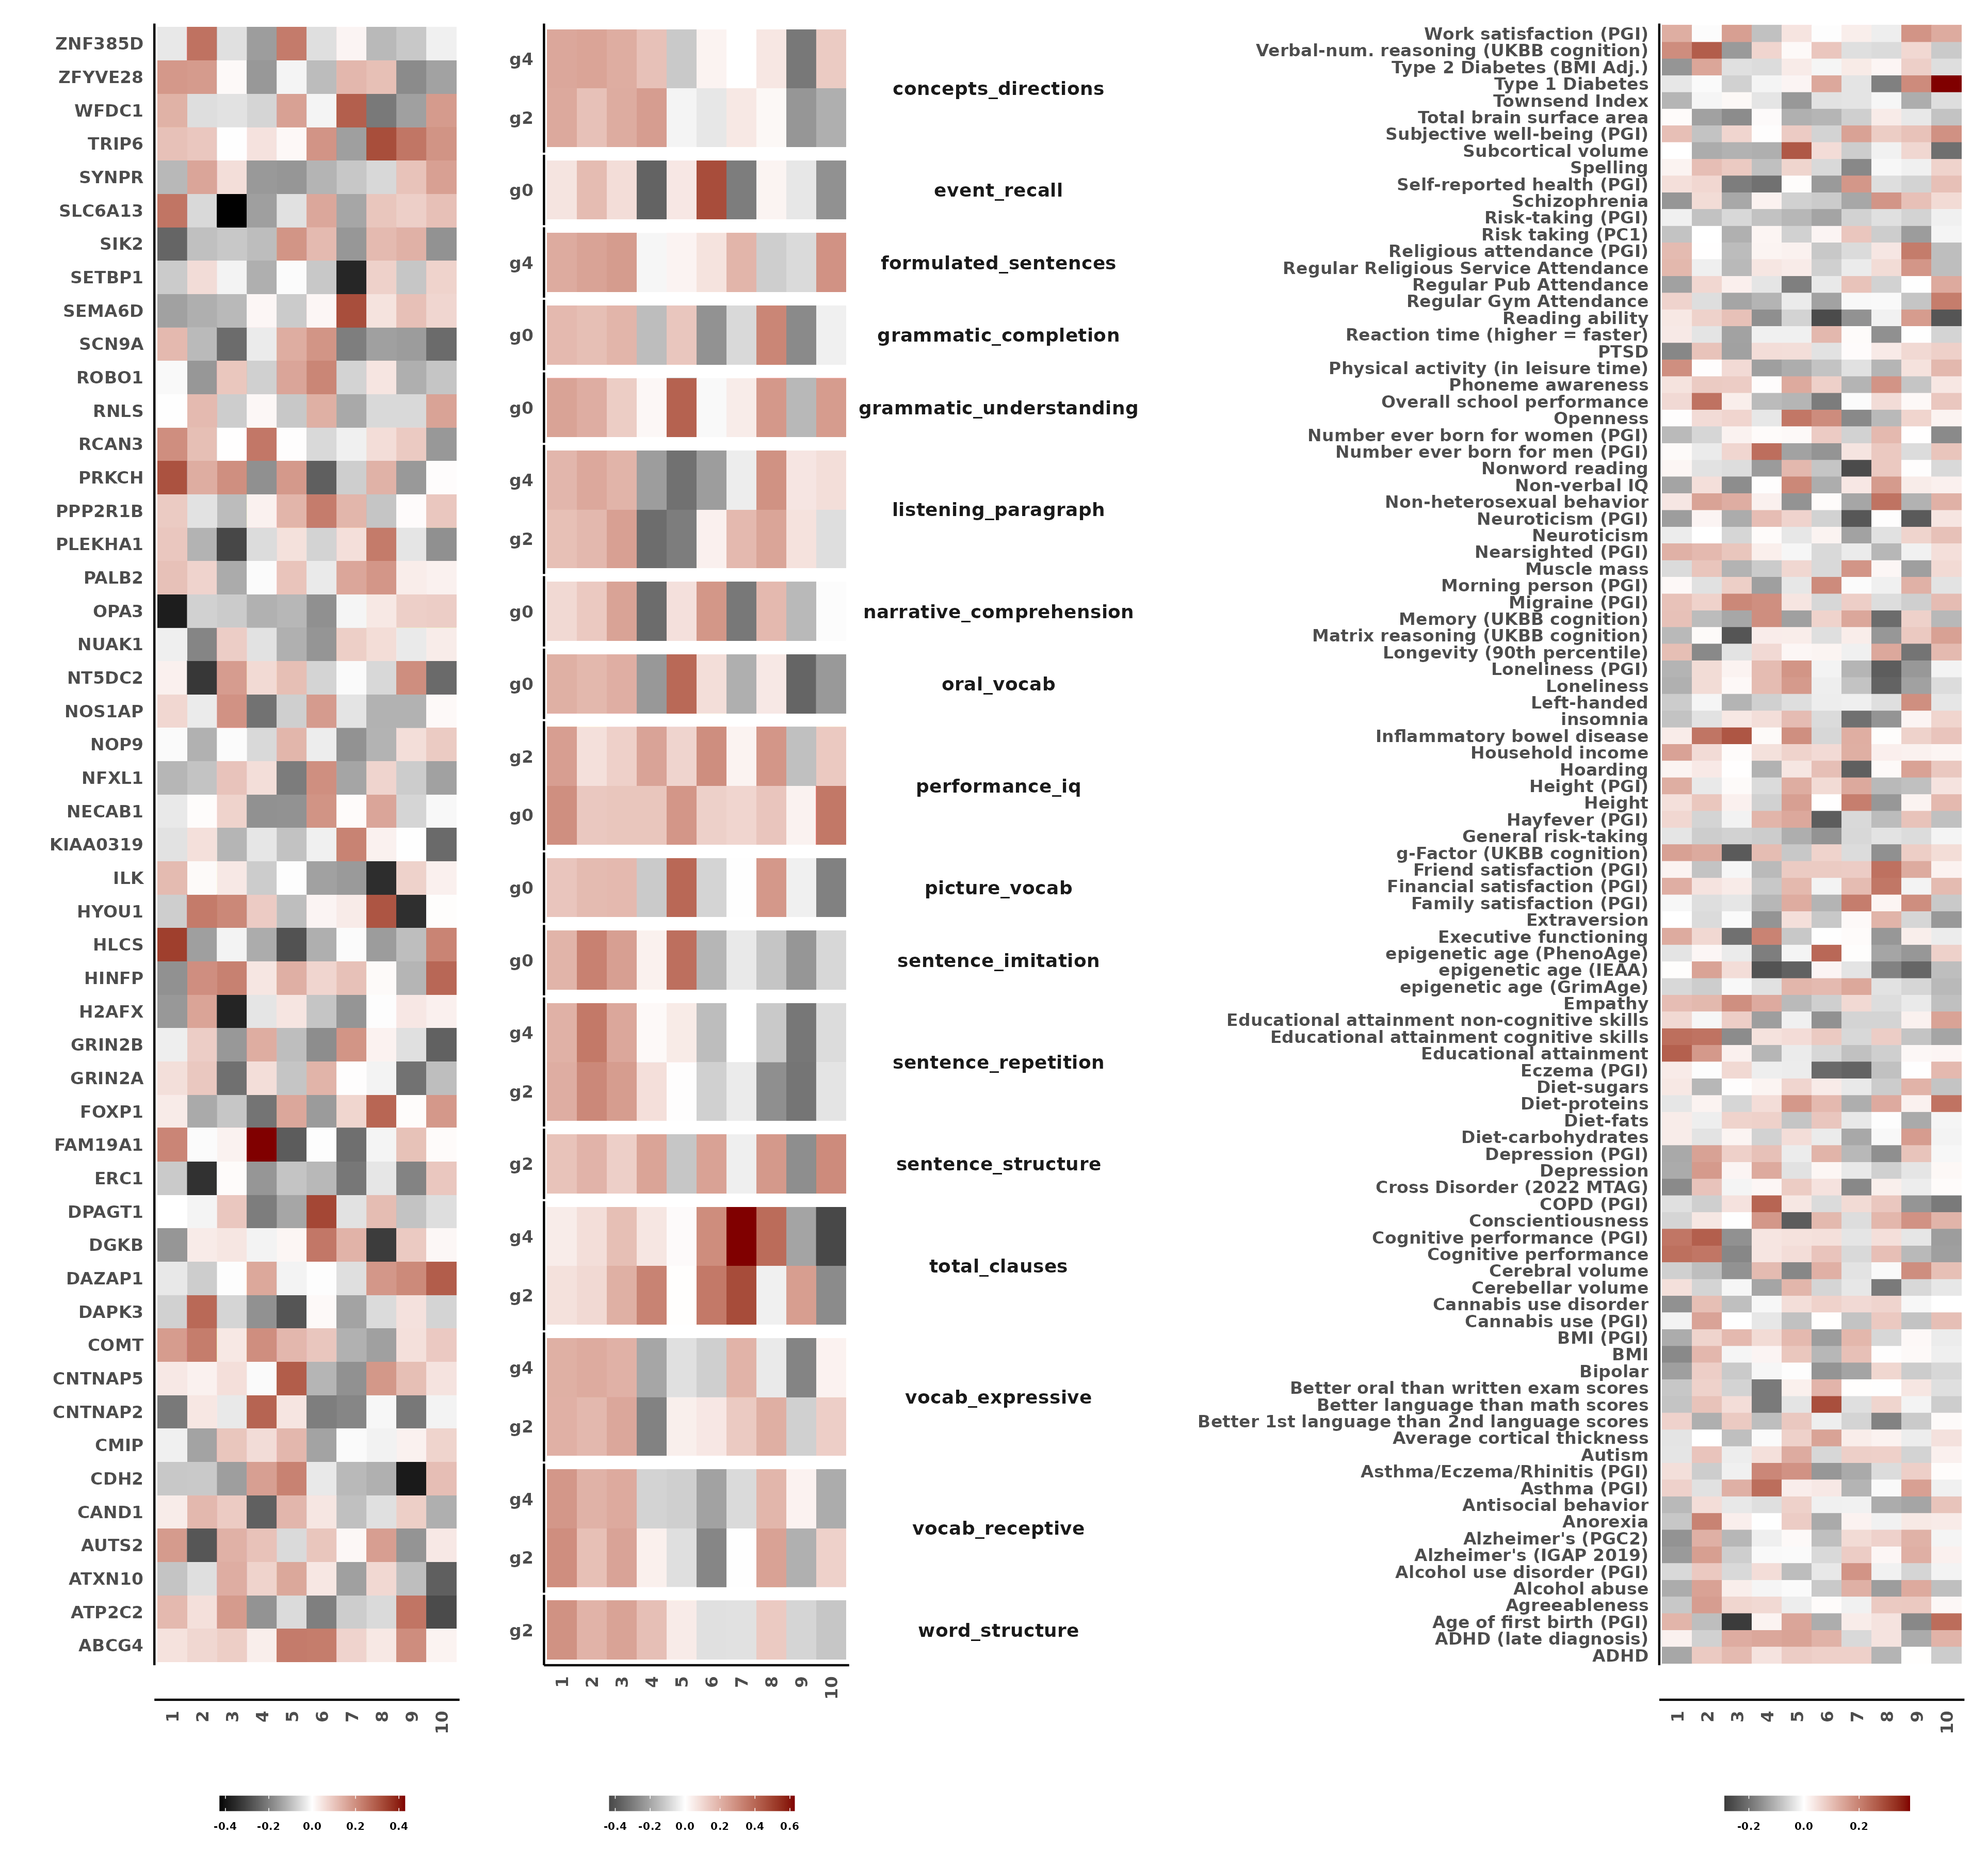 ZNF385D
ZFYVE28
WFDC1
TRIP6
SYNPR
SLC6A13
SIK2
SETBP1
SEMA6D
SCN9A
ROBO1
RNLS
RCAN3
PRKCH
PPP2R1B
PLEKHA1
PALB2
OPA3
NUAK1
NT5DC2
NOS1AP
NOP9
NFXL1
NECAB1
KIAA0319
ILK
HYOU1
HLCS
HINFP
H2AFX
GRIN2B
GRIN2A
FOXP1
FAM19A1
ERC1
DPAGT1
DGKB
DAZAP1
DAPK3
COMT
CNTNAP5
CNTNAP2
CMIP
CDH2
CAND1
AUTS2
ATXN10
ATP2C2
ABCG4
1 2 3 4 5 6 7 8 9 10
-0.4 -0.2 0.0 0.2 0.4
g4
concepts_directions
g2
g0 event_recall
g4 formulated_sentences
g0 grammatic_completion
g0 grammatic_understanding
g4
listening_paragraph
g2
g0 narrative_comprehension
g0 oral_vocab
g2
performance_iq
g0
g0 picture_vocab
g0 sentence_imitation
g4
sentence_repetition
g2
g2 sentence_structure
g4
total_clauses
g2
g4
vocab_expressive
g2
g4
vocab_receptive
g2
g2 word_structure
1 2 3 4 5 6 7 8 9 10
-0.4 -0.2 0.0 0.2 0.4 0.6
Work satisfaction (PGI)
Verbal-num. reasoning (UKBB cognition)
Type 2 Diabetes (BMI Adj.)
Type 1 Diabetes
Townsend Index
Total brain surface area
Subjective well-being (PGI)
Subcortical volume
Spelling
Self-reported health (PGI)
Schizophrenia
Risk-taking (PGI)
Risk taking (PC1)
Religious attendance (PGI)
Regular Religious Service Attendance
Regular Pub Attendance
Regular Gym Attendance
Reading ability
Reaction time (higher = faster)
PTSD
Physical activity (in leisure time)
Phoneme awareness
Overall school performance
Openness
Number ever born for women (PGI)
Number ever born for men (PGI)
Nonword reading
Non-verbal IQ
Non-heterosexual behavior
Neuroticism (PGI)
Neuroticism
Nearsighted (PGI)
Muscle mass
Morning person (PGI)
Migraine (PGI)
Memory (UKBB cognition)
Matrix reasoning (UKBB cognition)
Longevity (90th percentile)
Loneliness (PGI)
Loneliness
Left-handed
insomnia
Inflammatory bowel disease
Household income
Hoarding
Height (PGI)
Height
Hayfever (PGI)
General risk-taking
g-Factor (UKBB cognition)
Friend satisfaction (PGI)
Financial satisfaction (PGI)
Family satisfaction (PGI)
Extraversion
Executive functioning
epigenetic age (PhenoAge)
epigenetic age (IEAA)
epigenetic age (GrimAge)
Empathy
Educational attainment non-cognitive skills
Educational attainment cognitive skills
Educational attainment
Eczema (PGI)
Diet-sugars
Diet-proteins
Diet-fats
Diet-carbohydrates
Depression (PGI)
Depression
Cross Disorder (2022 MTAG)
COPD (PGI)
Conscientiousness
Cognitive performance (PGI)
Cognitive performance
Cerebral volume
Cerebellar volume
Cannabis use disorder
Cannabis use (PGI)
BMI (PGI)
BMI
Bipolar
Better oral than written exam scores
Better language than math scores
Better 1st language than 2nd language scores
Average cortical thickness
Autism
Asthma/Eczema/Rhinitis (PGI)
Asthma (PGI)
Antisocial behavior
Anorexia
Alzheimer's (PGC2)
Alzheimer's (IGAP 2019)
Alcohol use disorder (PGI)
Alcohol abuse
Agreeableness
Age of first birth (PGI)
ADHD (late diagnosis)
ADHD
1 2 3 4 5 6 7 8 9 10
-0.2 0.0 0.2